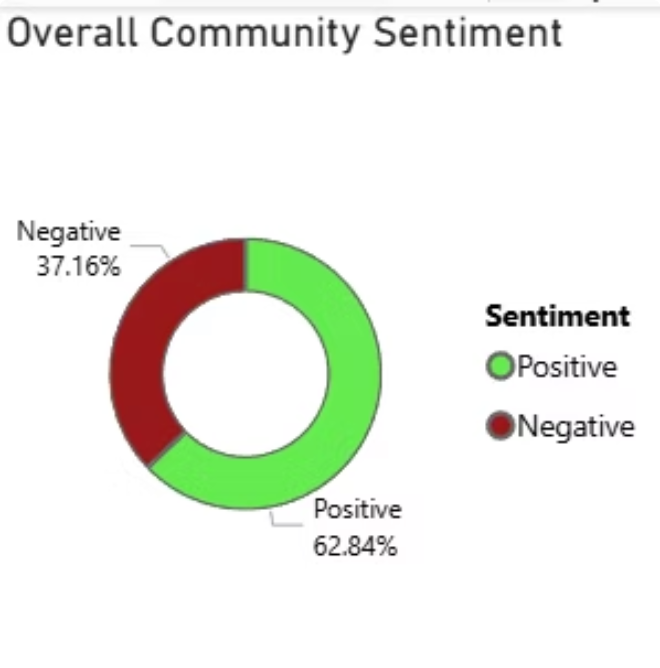 Overall Community Sentiment
Negative
37.16%
Sentiment
Positive
Negative
Positive
62.84%